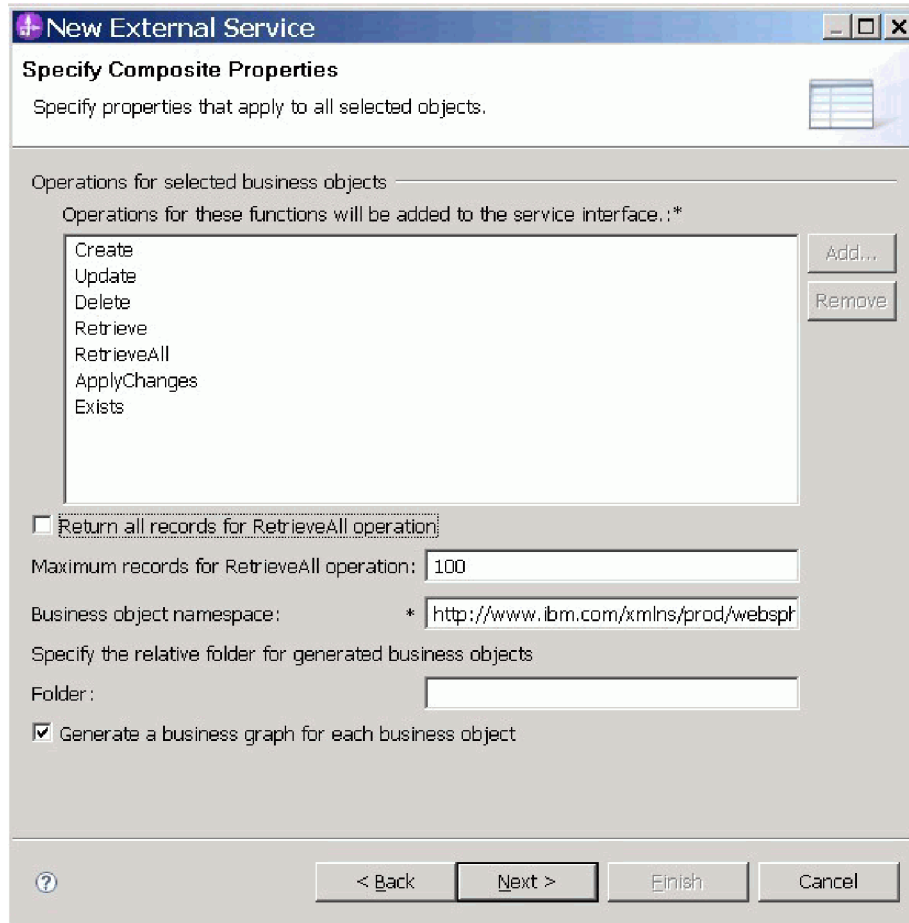 New External Service
Specify Composite Properties
Specify properties that apply to all selected objects.
Operations for selected business objects
Operations for these functions will be added to the service interface.:*
Create
Update
Delete
Retrieve
RetrieveAll
ApplyChanges
Exists
Add...
Remove
Return all records for RetrieveAll operation
Maximum records for RetrieveAll operation: 100
Business object namespace: * http://www.ibm.com/xmlns/prod/websph
Specify the relative folder for generated business objects
Folder:
Generate a business graph for each business object
? < Back Next > Finish Cancel